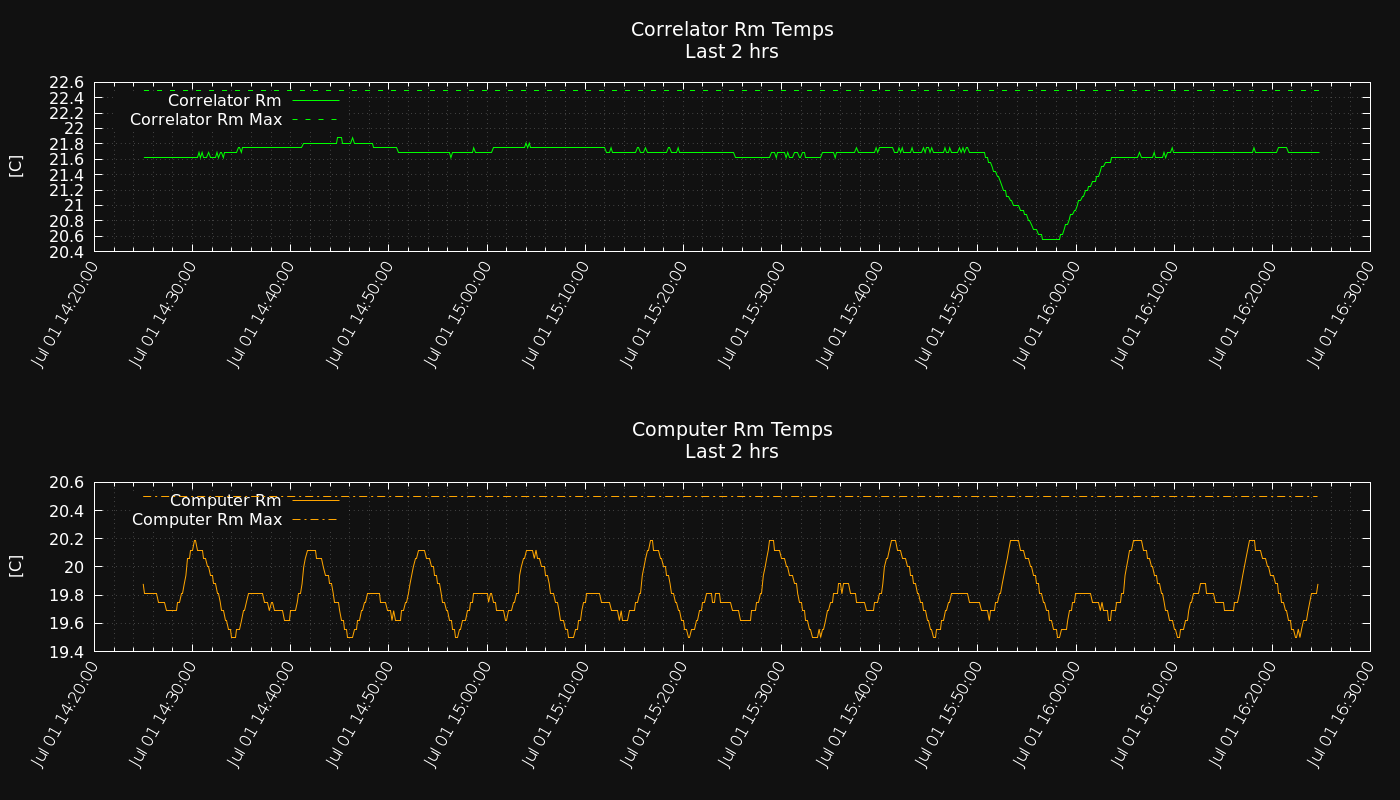 Correlator Rm Temps
Last 2 hrs
22.6
22.4
22.2
22
21.8
21.6
21.4
21.2
21
20.8
20.6
20.4
[C]
Correlator Rm
Correlator Rm Max
Jul 01 14:20:00
Jul 01 14:30:00
Jul 01 14:40:00
Jul 01 14:50:00
Jul 01 15:00:00
Jul 01 15:10:00
Jul 01 15:20:00
Jul 01 15:30:00
Jul 01 15:40:00
Jul 01 15:50:00
Jul 01 16:00:00
Jul 01 16:10:00
Jul 01 16:20:00
Jul 01 16:30:00
Computer Rm Temps
Last 2 hrs
20.6
20.4
20.2
20
19.8
19.6
19.4
[C]
Computer Rm
Computer Rm Max
Jul 01 14:20:00
Jul 01 14:30:00
Jul 01 14:40:00
Jul 01 14:50:00
Jul 01 15:00:00
Jul 01 15:10:00
Jul 01 15:20:00
Jul 01 15:30:00
Jul 01 15:40:00
Jul 01 15:50:00
Jul 01 16:00:00
Jul 01 16:10:00
Jul 01 16:20:00
Jul 01 16:30:00